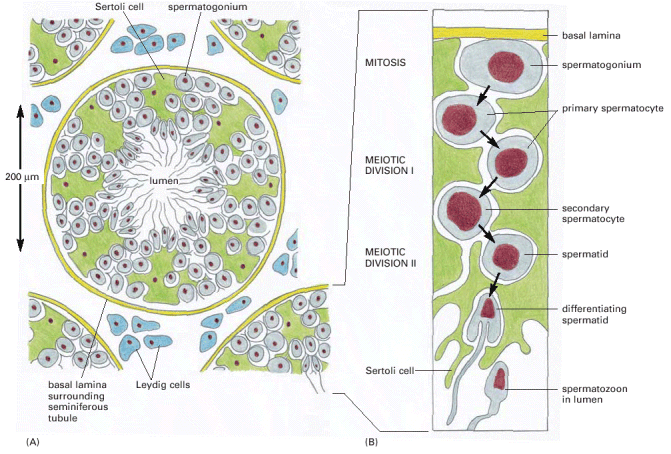 Sertoli cell
spermatogonium
200 µm
lumen
basal lamina
surrounding
seminiferous
tubule
Leydig cells
(A)
MITOSIS
MEIOTIC
DIVISION I
MEIOTIC
DIVISION II
basal lamina
spermatogonium
primary spermatocyte
secondary
spermatocyte
spermatid
differentiating
spermatid
Sertoli cell
spermatozoon
in lumen
(B)